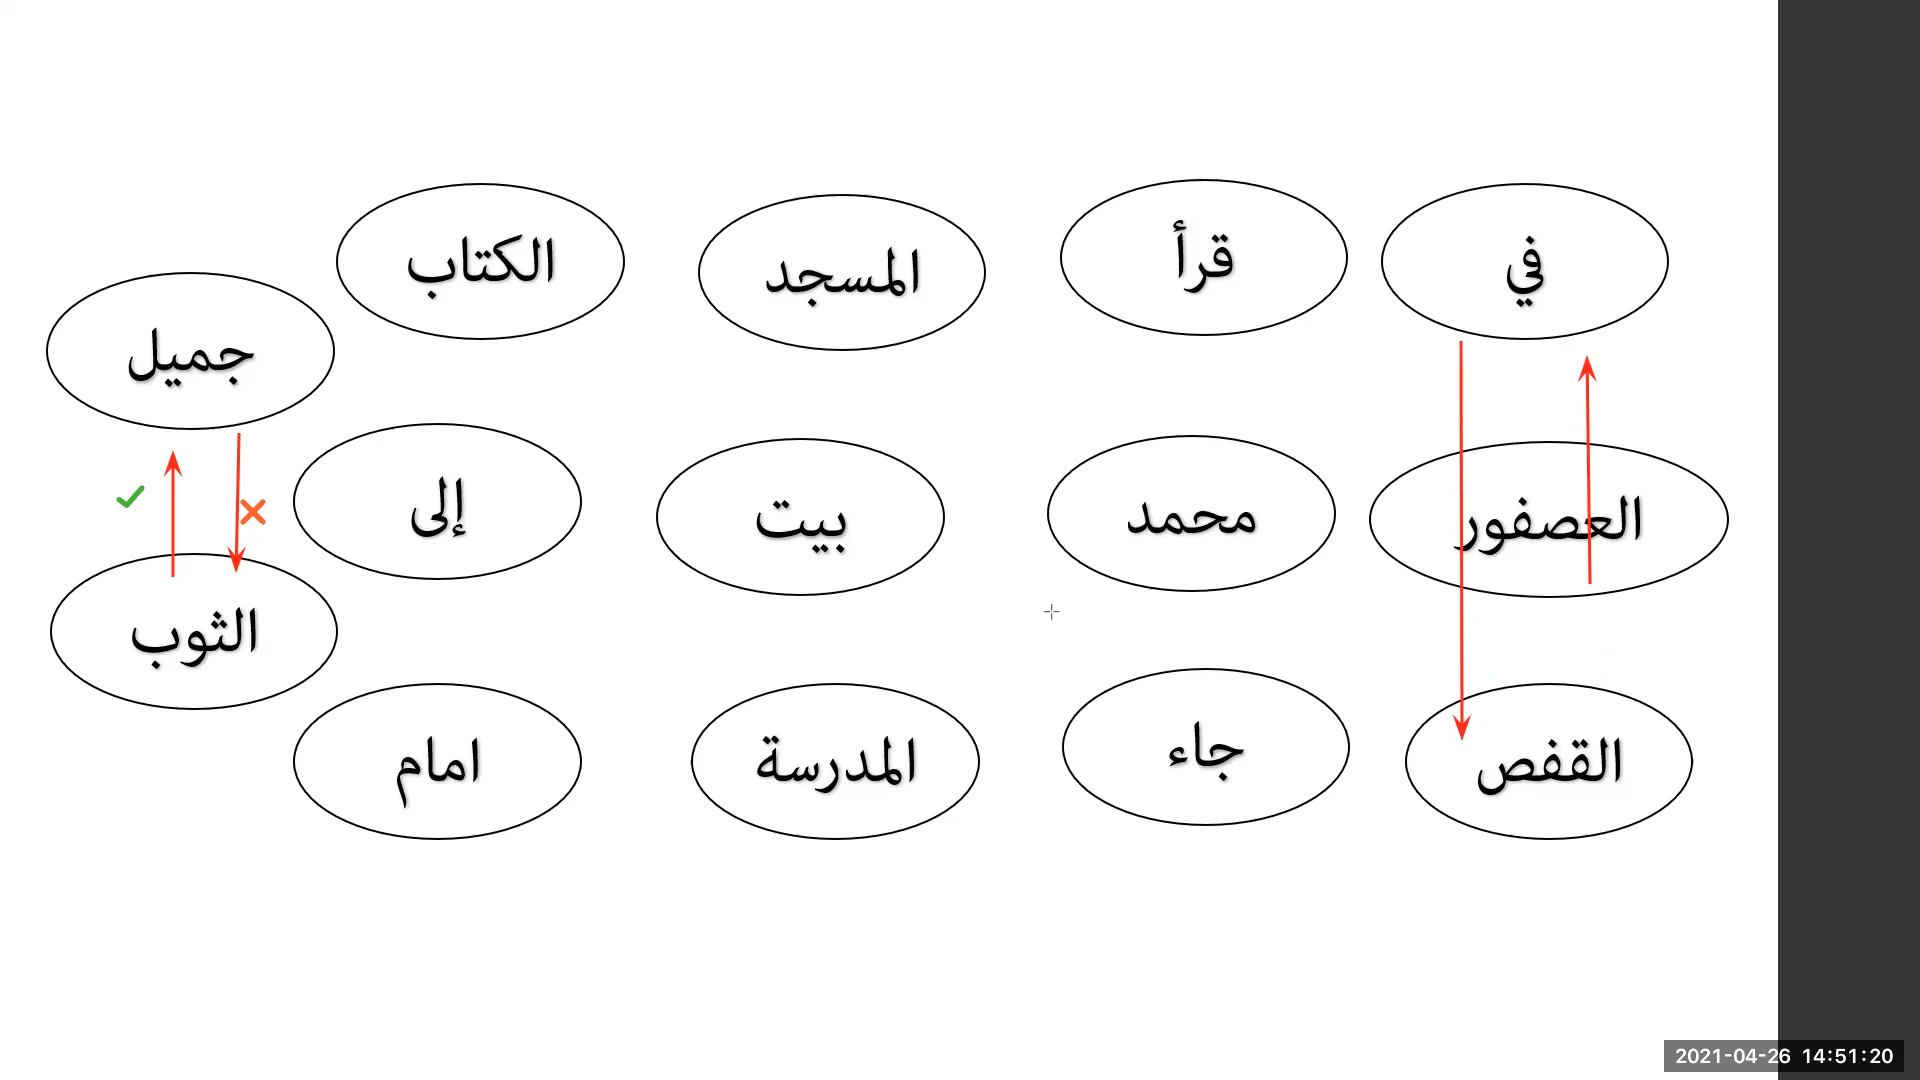 في
قرأ
المسجد
الكتاب
جميل
العصفور
محمد
بيت
إلى
الثوب
القفص
جاء
المدرسة
امام
2021-04-26 14:51:20